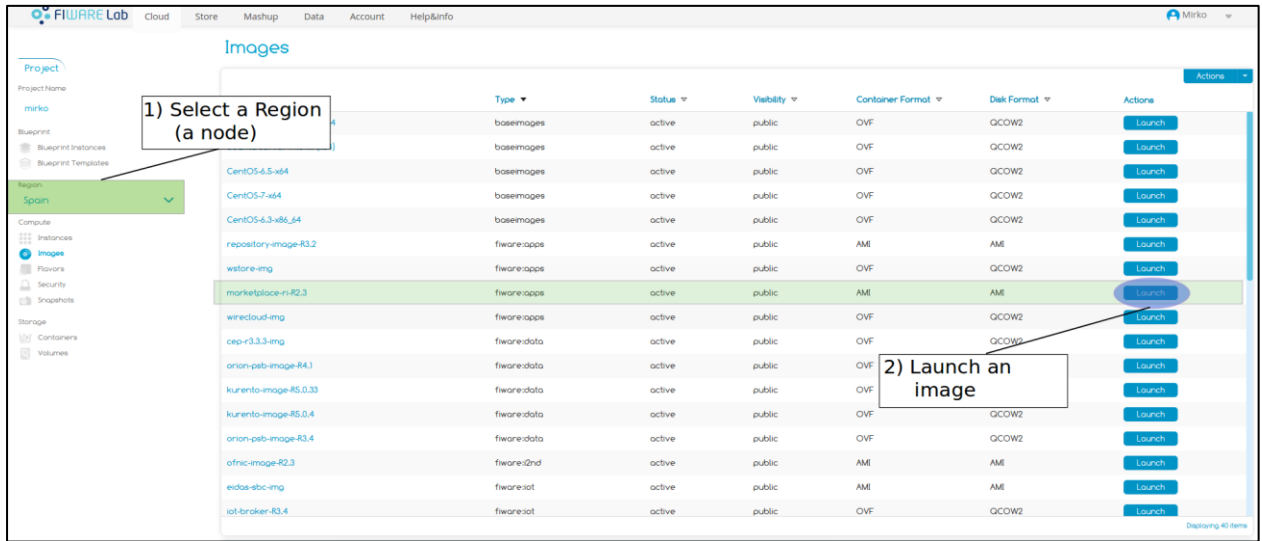 FIWARE Lab Cloud Store Mashup Data Account Help&info Mirko
Images
Project
Actions
Project Name
mirko
1) Select a Region
(a node)
Type Status Visibility Container Format Disk Format Actions
4 baseimages active public OVF QCOW2 Launch
Blueprint
Blueprint Instances
) baseimages active public OVF QCOW2 Launch
Blueprint Templates
CentOS-6.5-x64 baseimages active public OVF QCOW2 Launch
Region
Spain
CentOS-7-x64 baseimages active public OVF QCOW2 Launch
Compute
CentOS-6.3-x86_64 baseimages active public OVF QCOW2 Launch
Instances
repository-image-R3.2 fiware:apps active public AMI AMI Launch
Images
Flavors
wstore-img fiware:apps active public OVF QCOW2 Launch
Security
Snapshots
marketplace-ri-R2.3 fiware:apps active public AMI AMI Launch
Storage
wirecloud-img fiware:apps active public OVF QCOW2 Launch
Containers
cep-r3.3.3-img fiware:data active public OVF QCOW2 Launch
Volumes
orion-psb-image-R4.1 fiware:data active public OVF Launch
2) Launch an
image
kurento-image-R5.0.33 fiware:data active public OVF Launch
kurento-image-R5.0.4 fiware:data active public OVF QCOW2 Launch
orion-psb-image-R3.4 fiware:data active public OVF QCOW2 Launch
ofnic-image-R2.3 fiware:i2nd active public AMI AMI Launch
eidas-sbc-img fiware:iot active public AMI AMI Launch
iot-broker-R3.4 fiware:iot active public OVF QCOW2 Launch
Displaying 40 items